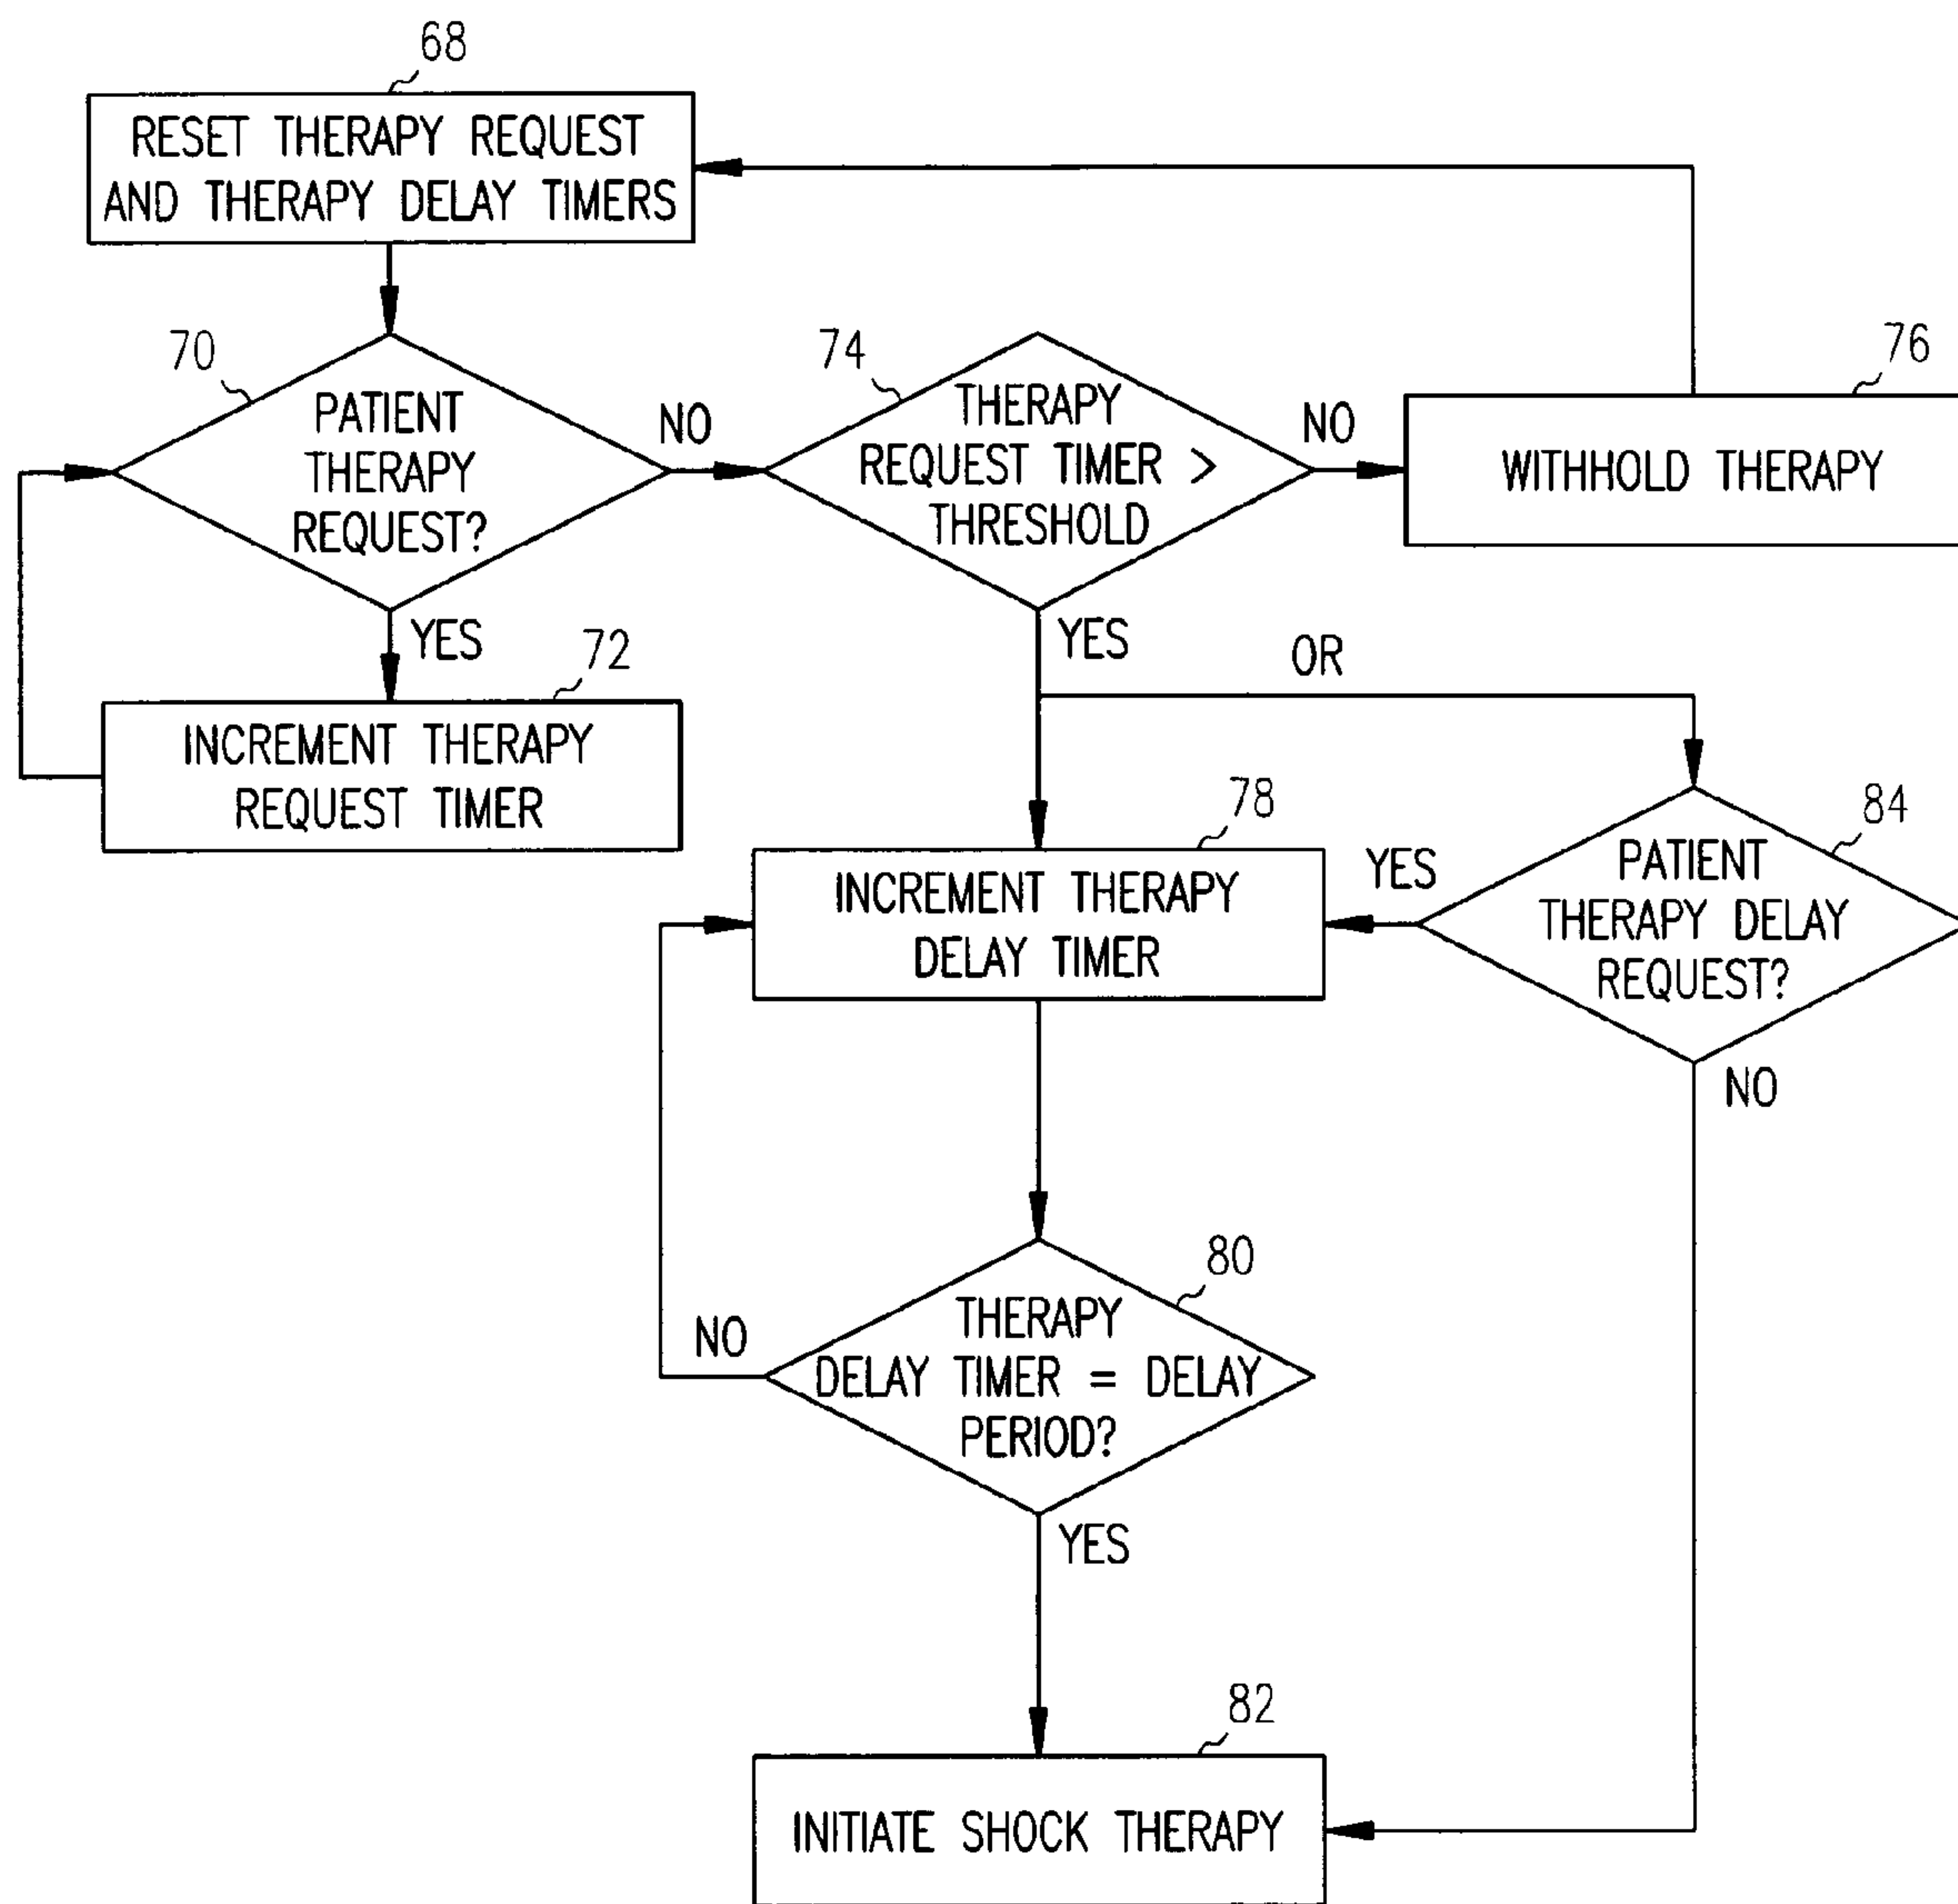 68
RESET THERAPY REQUEST
AND THERAPY DELAY TIMERS
70
PATIENT
THERAPY
REQUEST?
NO
YES
74
THERAPY
REQUEST TIMER >
THRESHOLD
NO
YES
76
WITHHOLD THERAPY
72
INCREMENT THERAPY
REQUEST TIMER
OR
78
INCREMENT THERAPY
DELAY TIMER
84
PATIENT
THERAPY DELAY
REQUEST?
YES
NO
80
THERAPY
DELAY TIMER = DELAY
PERIOD?
NO
YES
82
INITIATE SHOCK THERAPY